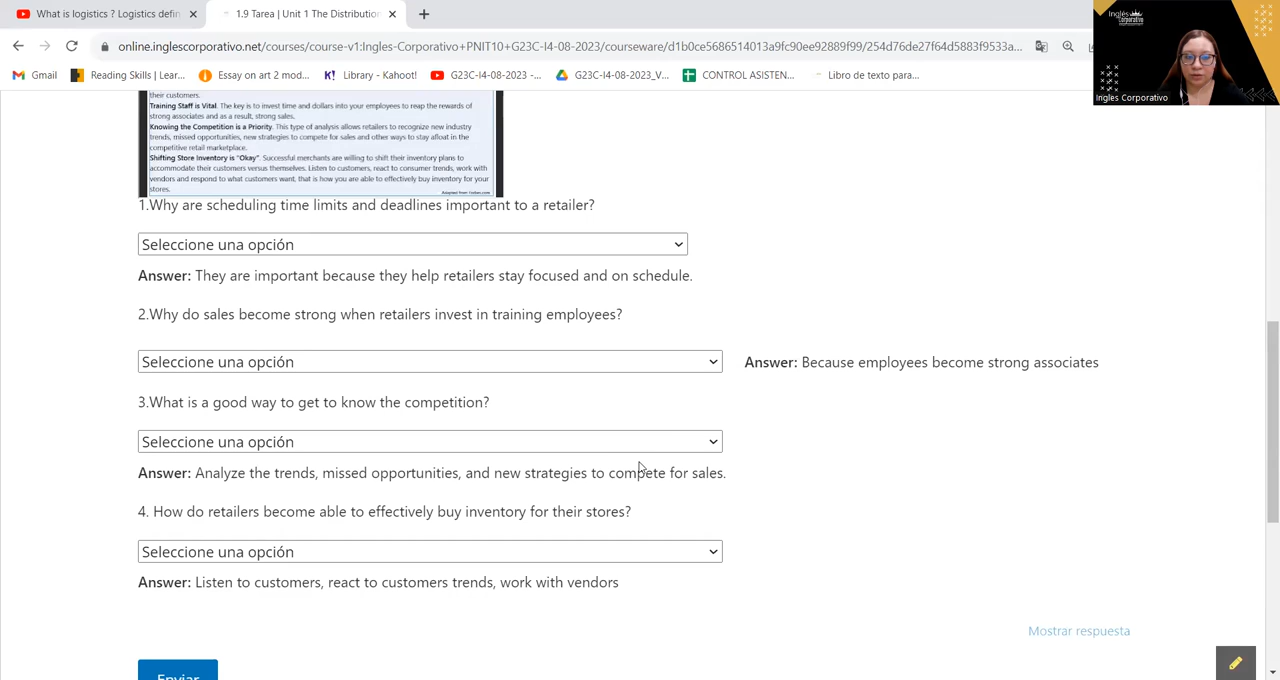 What is logistics ? Logistics defin
1.9 Tarea | Unit 1 The Distribution
online.inglescorporativo.net/courses/course-v1:Ingles-Corporativo+PNIT10+G23C-I4-08-2023/courseware/d1b0ce5686514013a9fc90ee92889f99/254d76de27f64d5883f9533a...
Gmail
Reading Skills | Lear...
Essay on art 2 mod...
Library - Kahoot!
G23C-I4-08-2023 -...
G23C-I4-08-2023_V...
CONTROL ASISTEN...
Libro de texto para...
Inglés
Corporativo
Ingles Corporativo
their customers.
Training Staff is Vital. The key is to invest time and dollars into your employees to reap the rewards of
strong associates and as a result, strong sales.
Knowing the Competition is a Priority. This type of analysis allows retailers to recognize new industry
trends, missed opportunities, new strategies to compete for sales and other ways to stay afloat in the
competitive retail marketplace.
Shifting Store Inventory is "Okay". Successful merchants are willing to shift their inventory plans to
accommodate their customers versus themselves. Listen to customers, react to consumer trends, work with
vendors and respond to what customers want, that is how you are able to effectively buy inventory for your
stores.
Adapted from Forbes.com
1.Why are scheduling time limits and deadlines important to a retailer?
Seleccione una opción
Answer: They are important because they help retailers stay focused and on schedule.
2.Why do sales become strong when retailers invest in training employees?
Seleccione una opción
Answer: Because employees become strong associates
3.What is a good way to get to know the competition?
Seleccione una opción
Answer: Analyze the trends, missed opportunities, and new strategies to compete for sales.
4. How do retailers become able to effectively buy inventory for their stores?
Seleccione una opción
Answer: Listen to customers, react to customers trends, work with vendors
Mostrar respuesta
Enviar